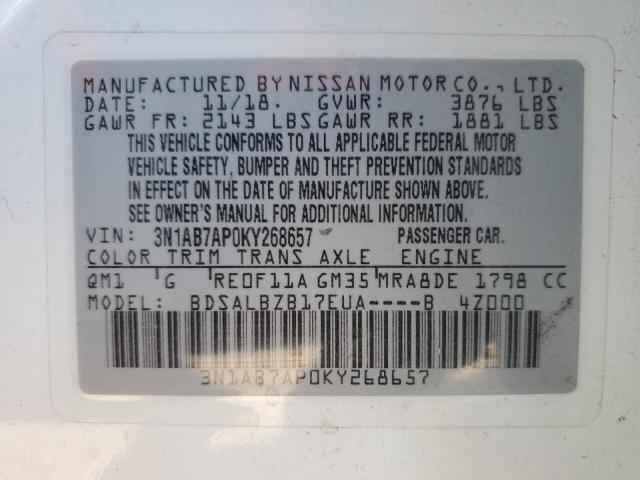 MANUFACTURED BY NISSAN MOTOR CO., LTD.
DATE: 11/18. GVWR: 3876 LBS
GAWR FR: 2143 LBS GAWR RR: 1881 LBS
THIS VEHICLE CONFORMS TO ALL APPLICABLE FEDERAL MOTOR
VEHICLE SAFETY, BUMPER AND THEFT PREVENTION STANDARDS
IN EFFECT ON THE DATE OF MANUFACTURE SHOWN ABOVE.
SEE OWNER'S MANUAL FOR ADDITIONAL INFORMATION.
VIN: 3N1AB7AP0KY268657 PASSENGER CAR.
COLOR TRIM TRANS AXLE ENGINE
QM1 G RE0F11A GM35 MRA8DE 1798 CC
MODEL: BDSALBZB17EUA----B 4Z000
3N1AB7AP0KY268657